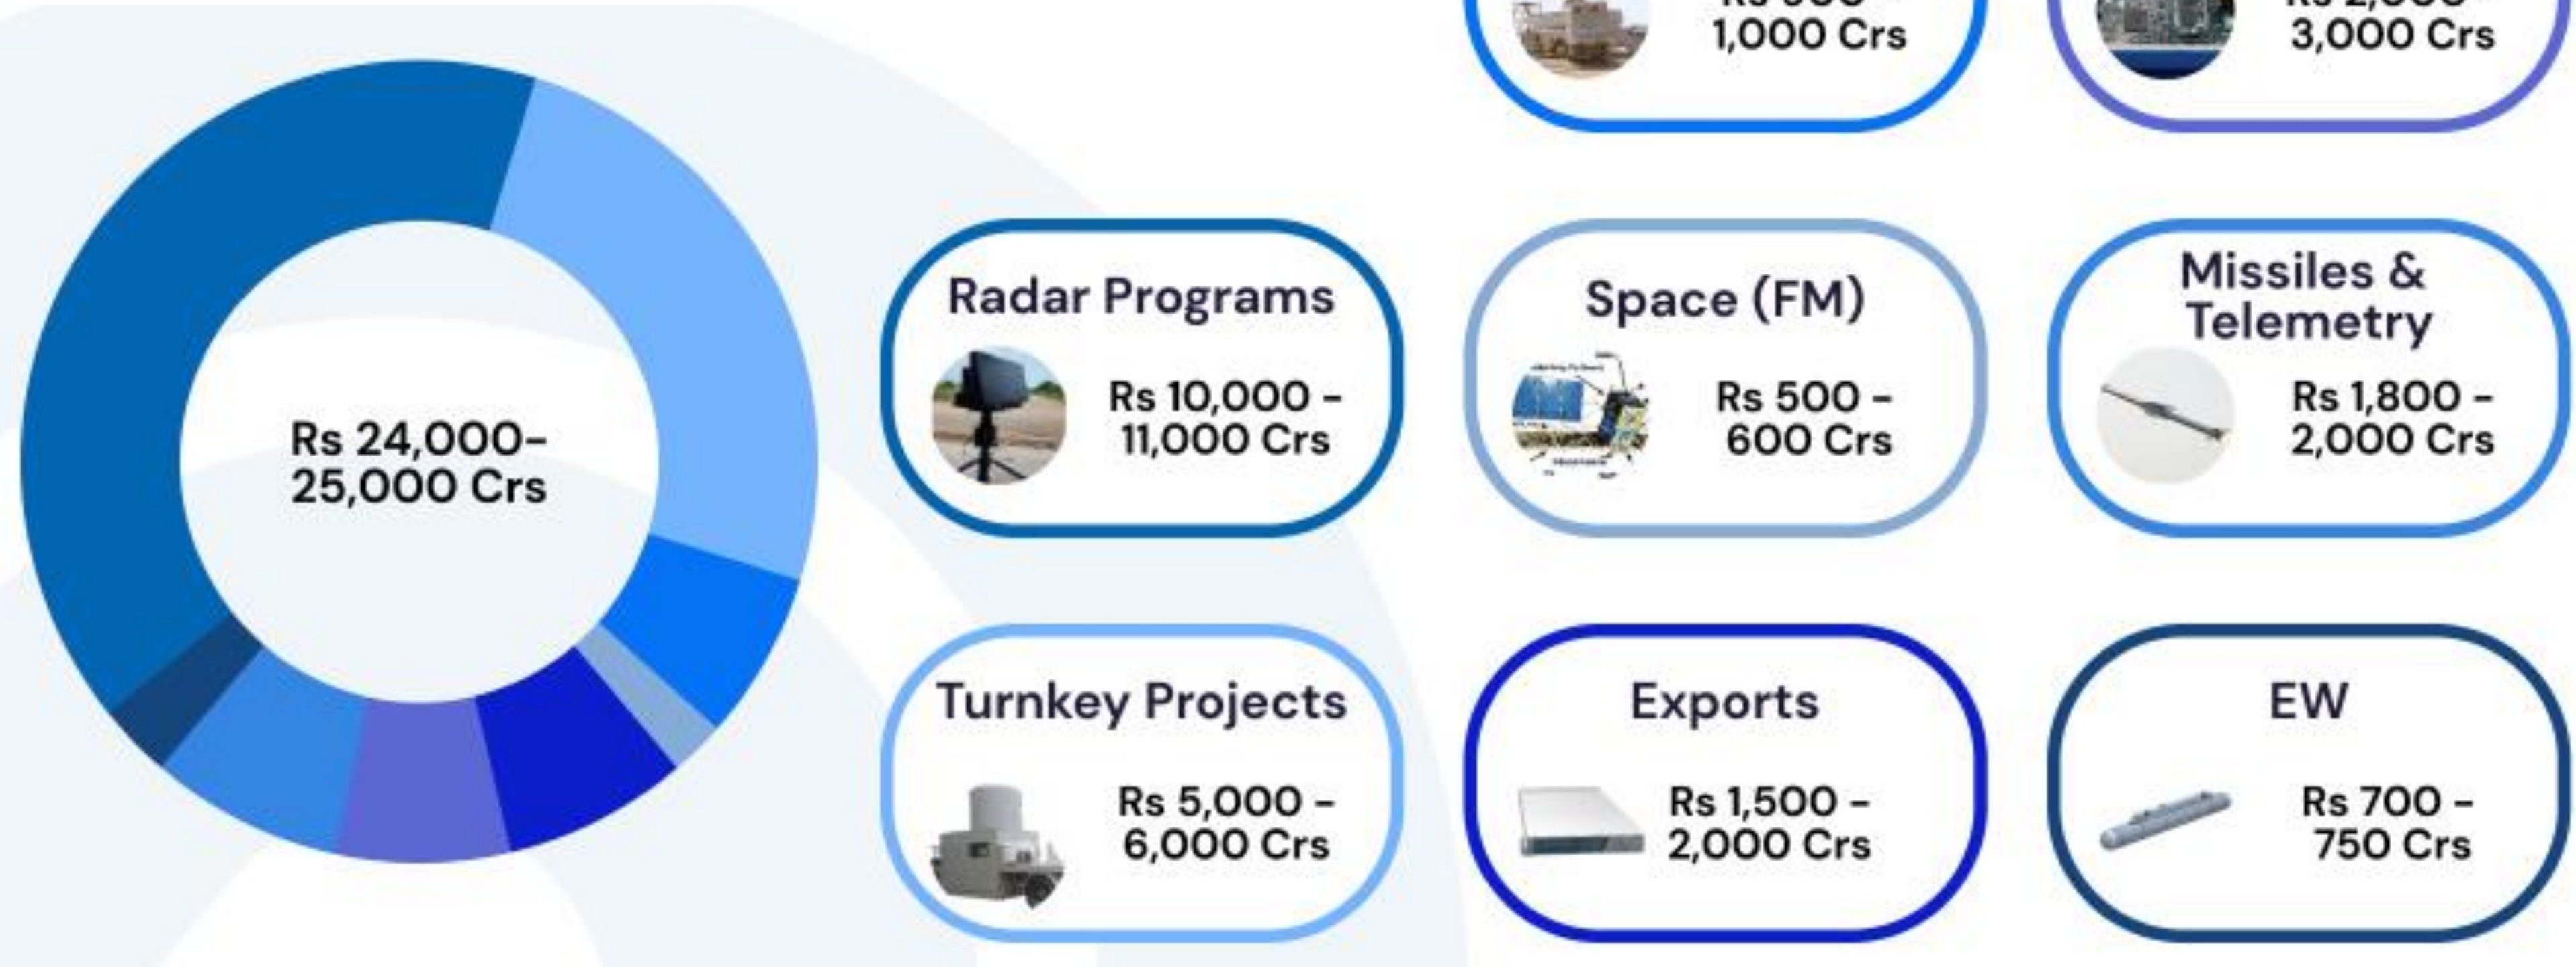 1,000 Crs
3,000 Crs
Rs 24,000-
25,000 Crs
Radar Programs
Rs 10,000 -
11,000 Crs
Space (FM)
Rs 500 -
600 Crs
Missiles &
Telemetry
Rs 1,800 -
2,000 Crs
Turnkey Projects
Rs 5,000 -
6,000 Crs
Exports
Rs 1,500 -
2,000 Crs
EW
Rs 700 -
750 Crs